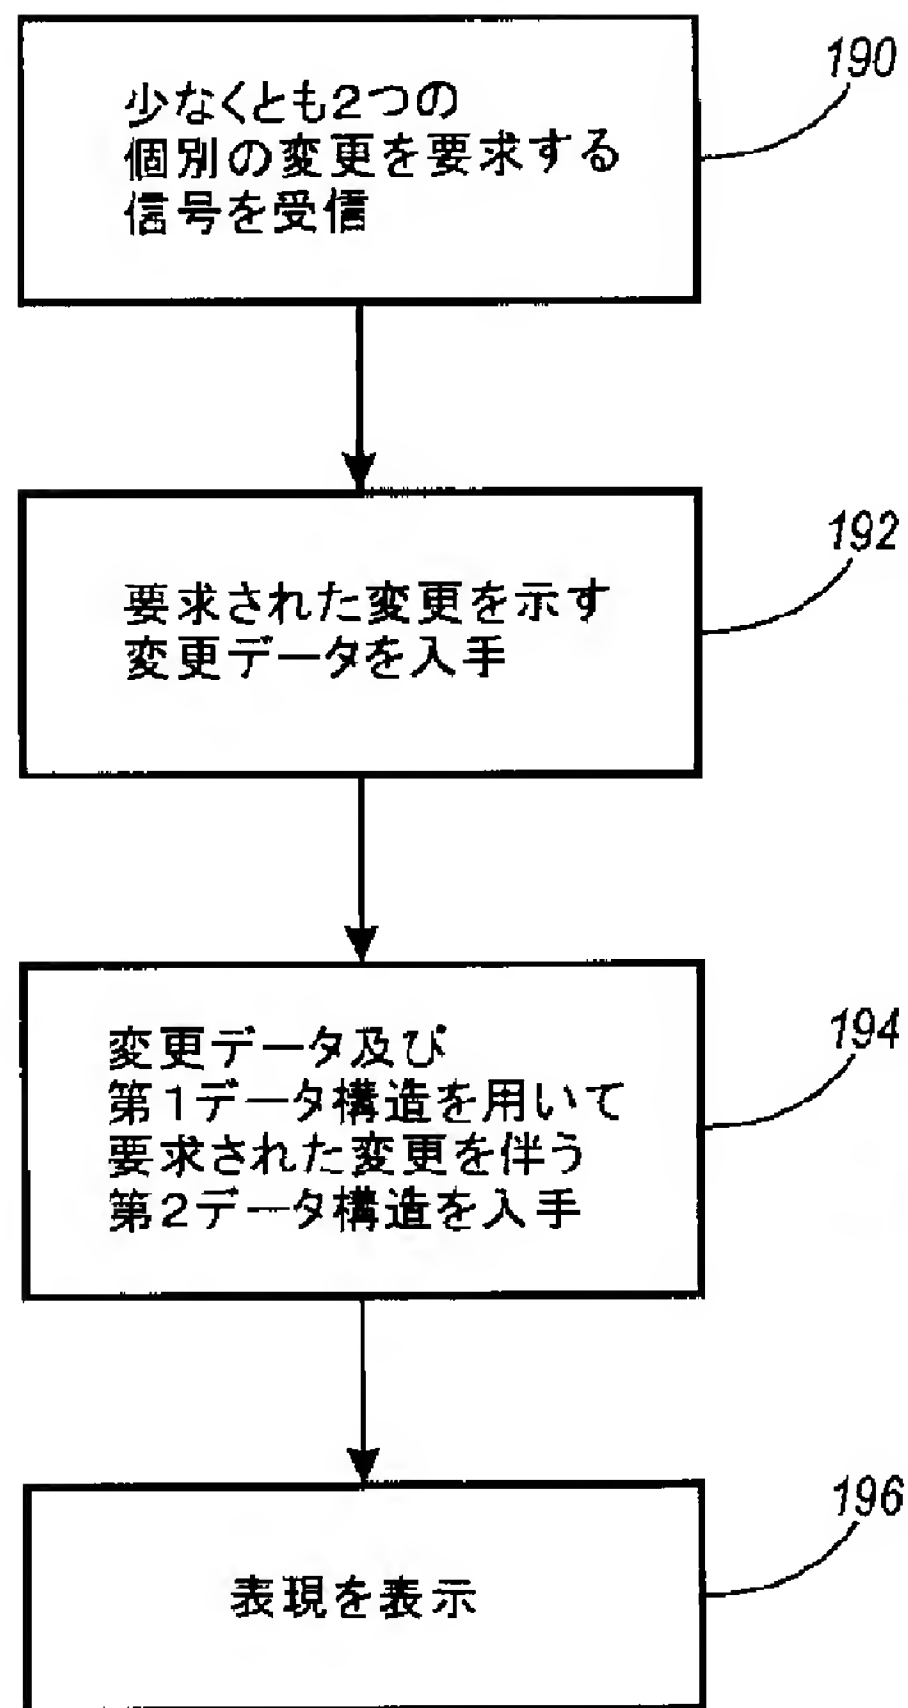 少なくとも2つの
個別の変更を要求する
信号を受信
190
要求された変更を示す
変更データを入手
192
変更データ及び
第1データ構造を用いて
要求された変更を伴う
第2データ構造を入手
194
表現を表示
196